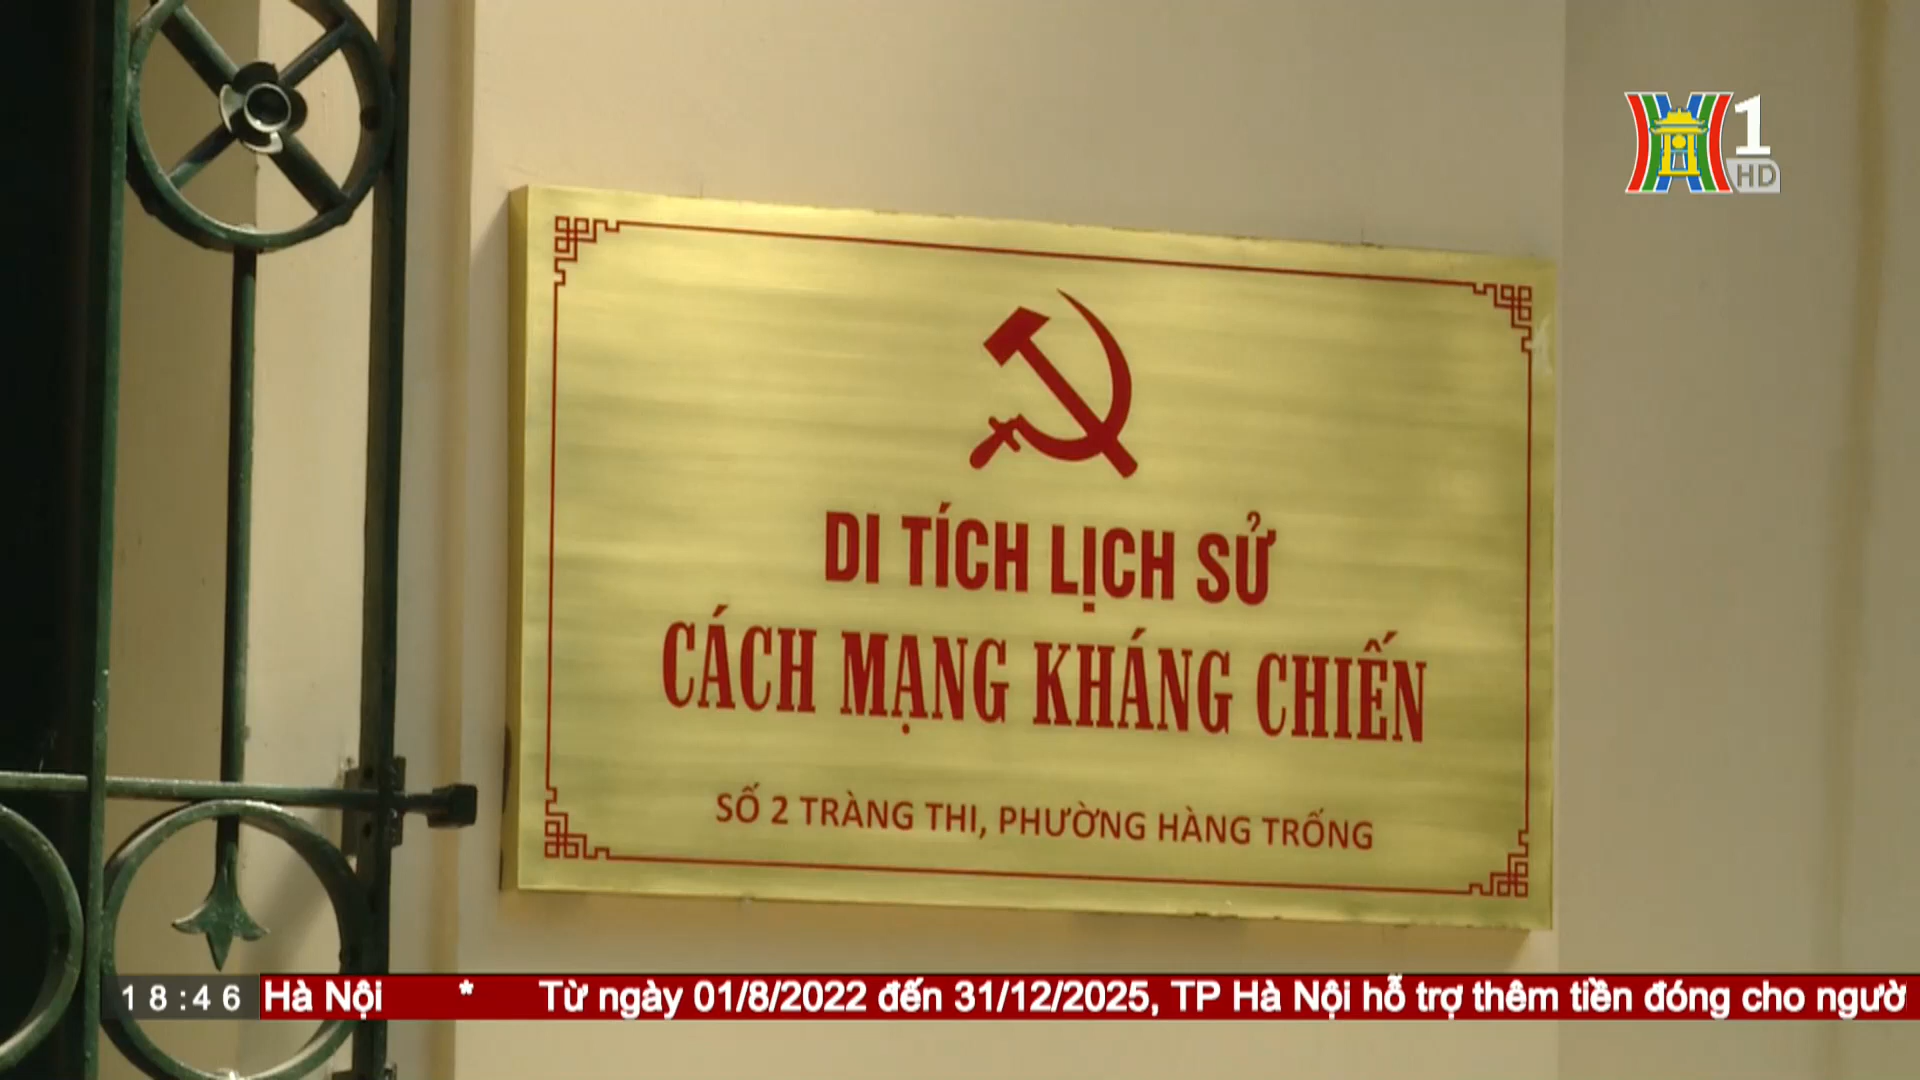 1
HD
DI TÍCH LỊCH SỬ
CÁCH MẠNG KHÁNG CHIẾN
SỐ 2 TRÀNG THI, PHƯỜNG HÀNG TRỐNG
18:46 Hà Nội * Từ ngày 01/8/2022 đến 31/12/2025, TP Hà Nội hỗ trợ thêm tiền đóng cho ngườ